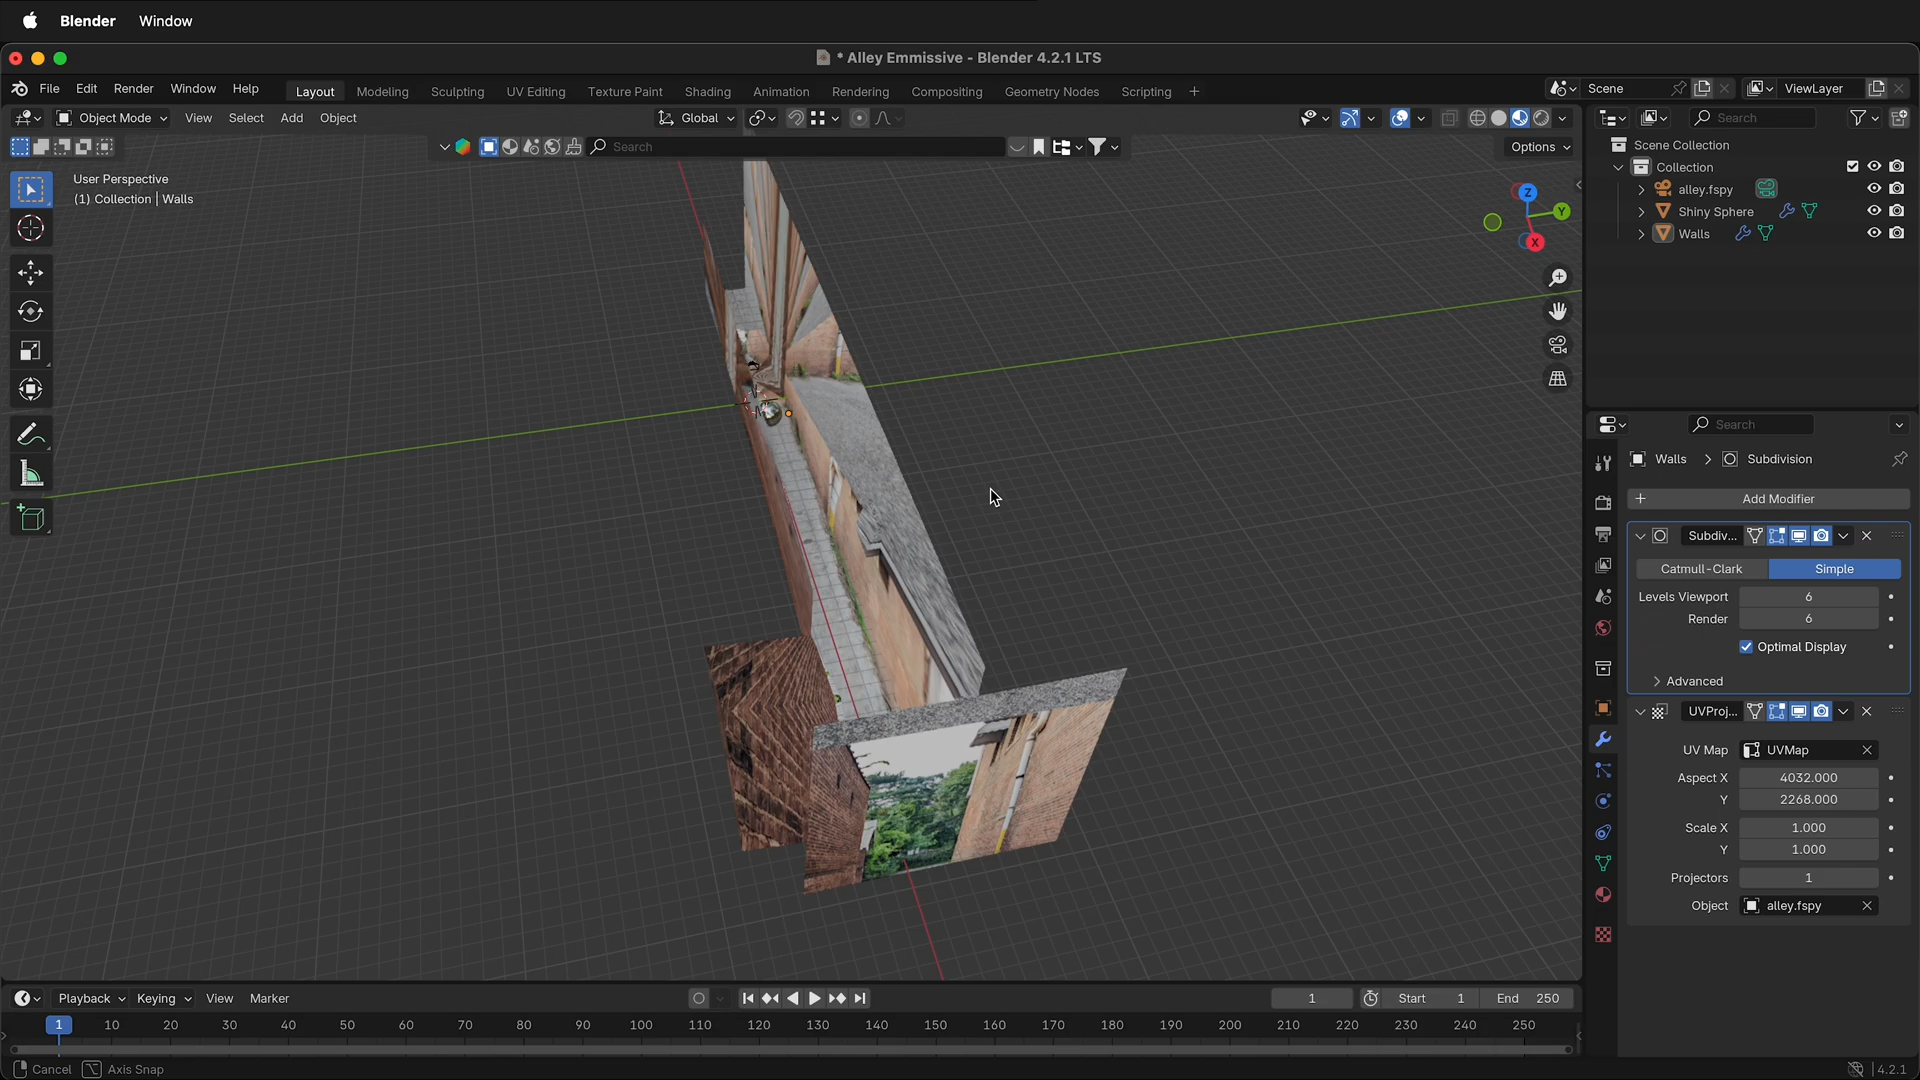 Blender Window
* Alley Emmissive - Blender 4.2.1 LTS
File Edit Render Window Help Layout Modeling Sculpting UV Editing Texture Paint Shading Animation Rendering Compositing Geometry Nodes Scripting + Scene ViewLayer
Object Mode View Select Add Object Global Search
Search Options
Scene Collection
Collection
alley.fspy
Shiny Sphere
Walls
User Perspective
(1) Collection | Walls
Z
Y
X
Search
Walls > Subdivision
+ Add Modifier
Subdiv...
Catmull-Clark Simple
Levels Viewport 6
Render 6
Optimal Display
Advanced
UVProj...
UV Map UVMap
Aspect X 4032.000
Y 2268.000
Scale X 1.000
Y 1.000
Projectors 1
Object alley.fspy
Playback Keying View Marker 1 Start 1 End 250
1 10 20 30 40 50 60 70 80 90 100 110 120 130 140 150 160 170 180 190 200 210 220 230 240 250
Cancel Axis Snap 4.2.1